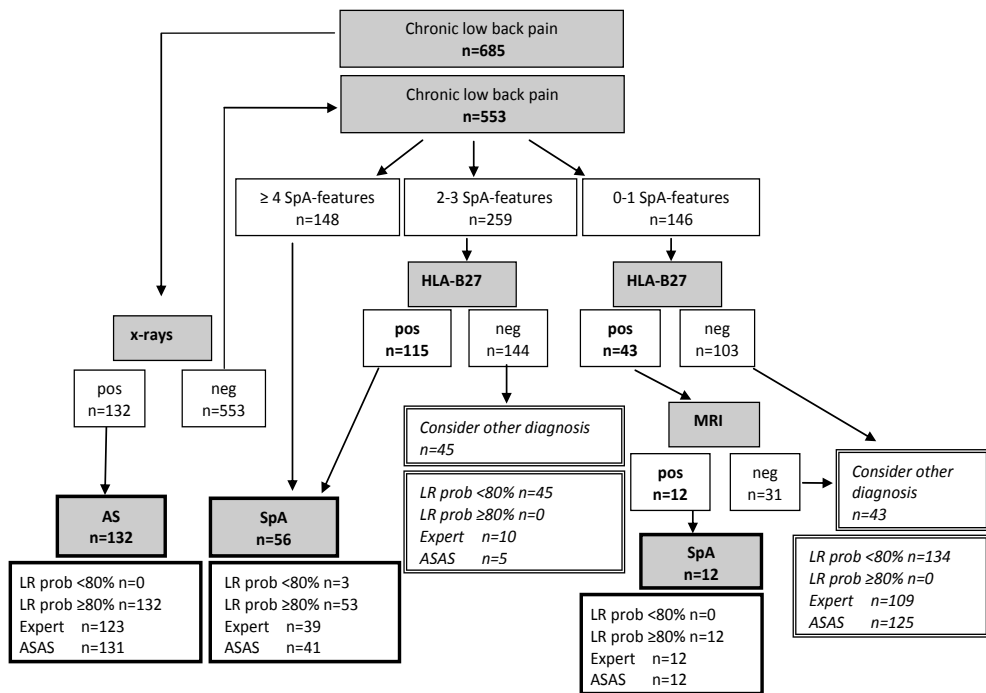 Chronic low back pain
n=685
Chronic low back pain
n=553
≥ 4 SpA-features
n=148
2-3 SpA-features
n=259
0-1 SpA-features
n=146
HLA-B27
HLA-B27
x-rays
pos
n=115
neg
n=144
pos
n=43
neg
n=103
pos
n=132
neg
n=553
Consider other diagnosis
n=45
MRI
LR prob <80% n=45
LR prob ≥80% n=0
Expert n=10
ASAS n=5
pos
n=12
neg
n=31
Consider other
diagnosis
n=43
AS
n=132
SpA
n=56
SpA
n=12
LR prob <80% n=0
LR prob ≥80% n=132
Expert n=123
ASAS n=131
LR prob <80% n=3
LR prob ≥80% n=53
Expert n=39
ASAS n=41
LR prob <80% n=0
LR prob ≥80% n=12
Expert n=12
ASAS n=12
LR prob <80% n=134
LR prob ≥80% n=0
Expert n=109
ASAS n=125